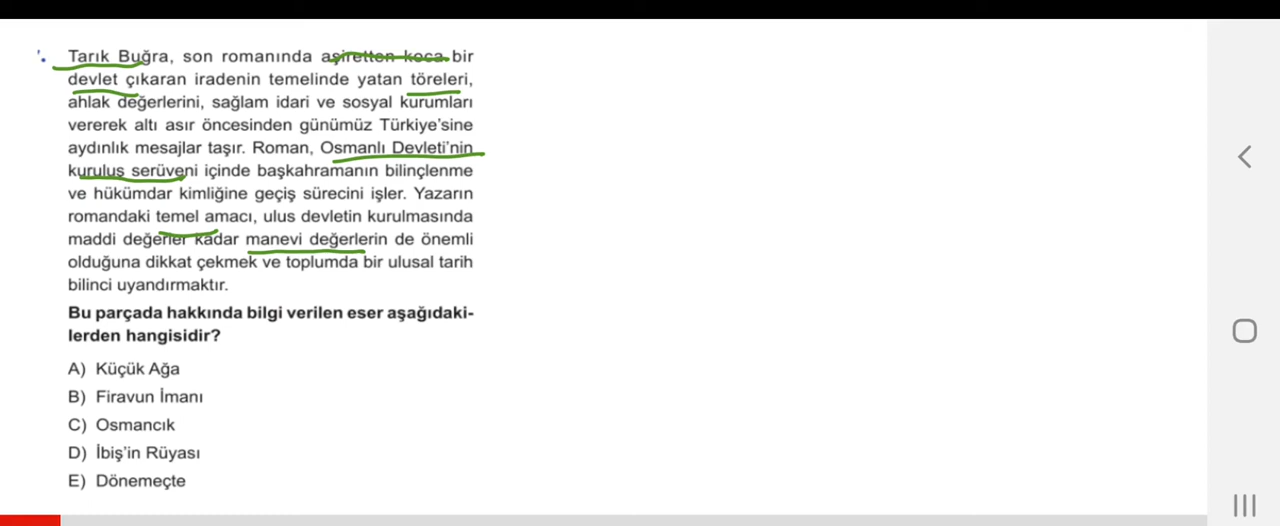 Tarık Buğra, son romanında aşiretten koca bir
devlet çıkaran iradenin temelinde yatan töreleri,
ahlak değerlerini, sağlam idari ve sosyal kurumları
vererek altı asır öncesinden günümüz Türkiye'sine
aydınlık mesajlar taşır. Roman, Osmanlı Devleti'nin
kuruluş serüveni içinde başkahramanın bilinçlenme
ve hükümdar kimliğine geçiş sürecini işler. Yazarın
romandaki temel amacı, ulus devletin kurulmasında
maddi değerler kadar manevi değerlerin de önemli
olduğuna dikkat çekmek ve toplumda bir ulusal tarih
bilinci uyandırmaktır.
Bu parçada hakkında bilgi verilen eser aşağıdaki-
lerden hangisidir?
A) Küçük Ağa
B) Firavun İmanı
C) Osmancık
D) İbiş'in Rüyası
E) Dönemeçte